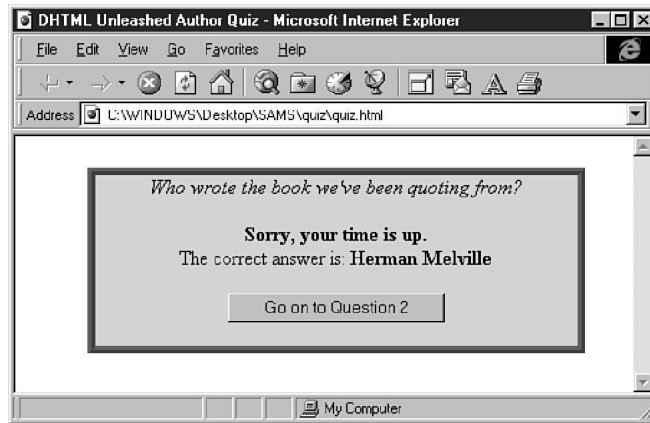 DHTML Unleashed Author Quiz - Microsoft Internet Explorer
File Edit View Go Favorites Help
Address C:\WINDOWS\Desktop\SAMS\quiz\quiz.html
Who wrote the book we've been quoting from?
Sorry, your time is up.
The correct answer is: Herman Melville
Go on to Question 2
My Computer